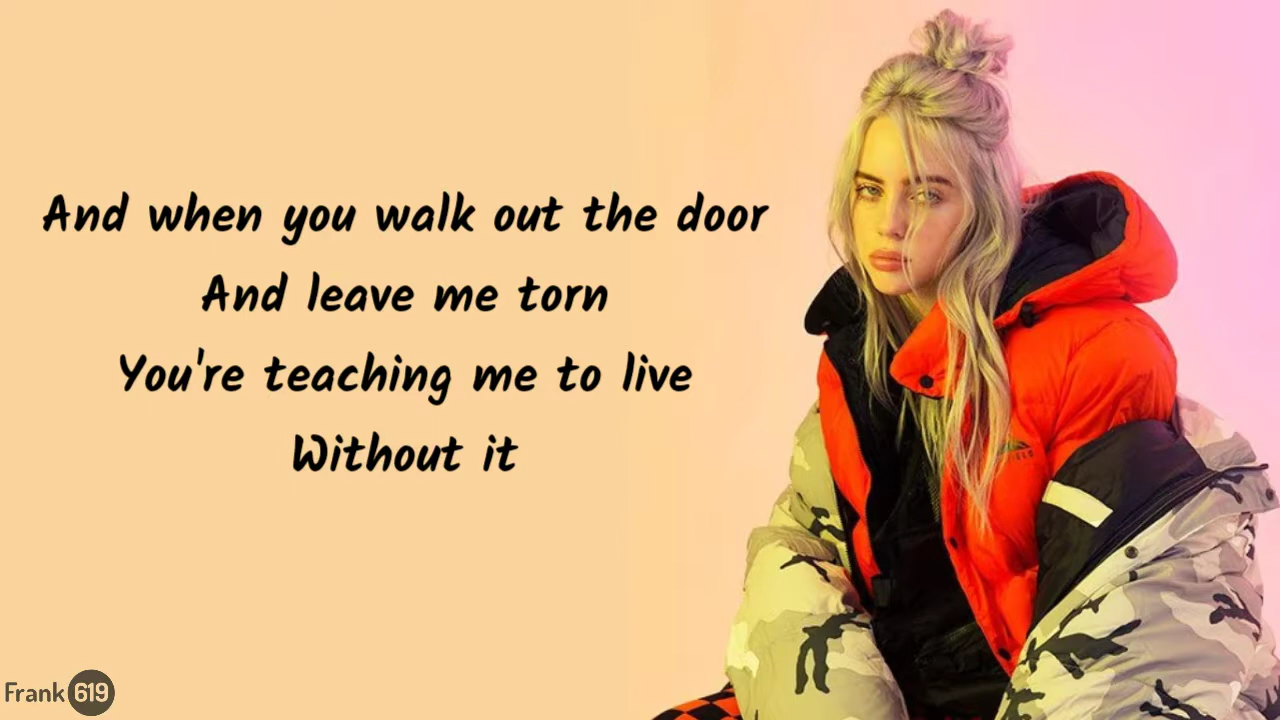 And when you walk out the door
And leave me torn
You're teaching me to live
Without it
Frank 619